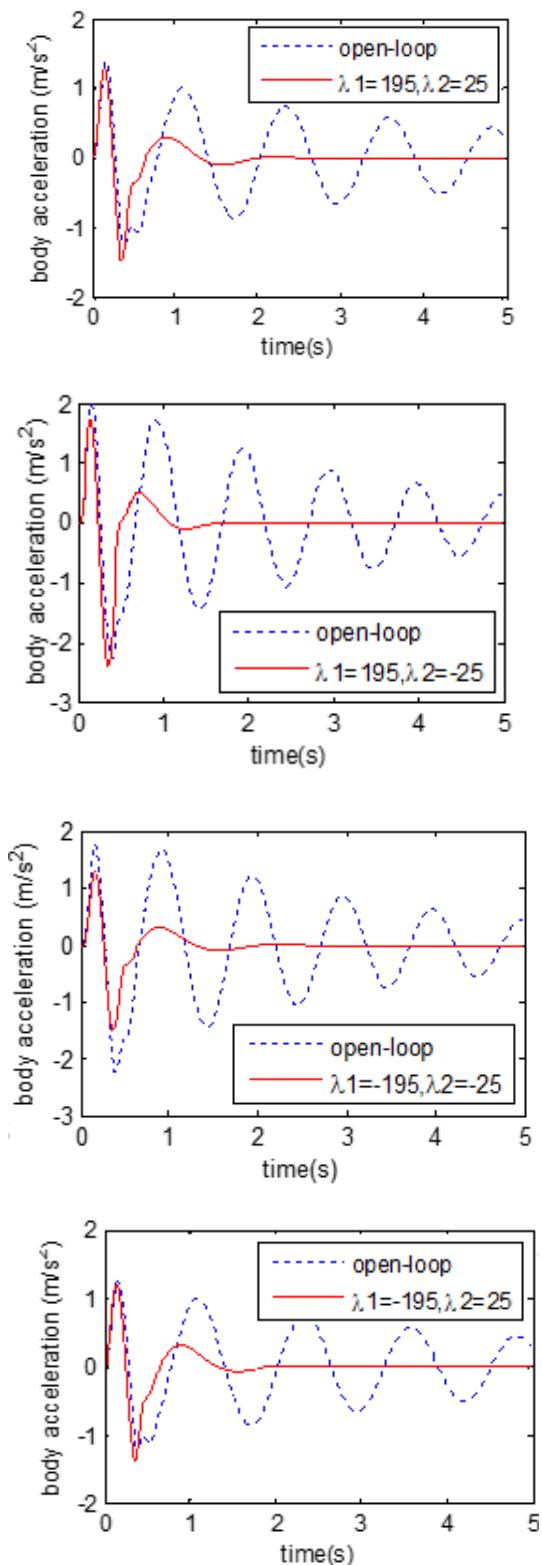 2
1
0
-1
-2
body acceleration (m/s²)
open-loop
λ1=195,λ2=25
0 1 2 3 4 5
time(s)
2
1
0
-1
-2
-3
body acceleration (m/s²)
open-loop
λ1=195,λ2=-25
0 1 2 3 4 5
time(s)
2
1
0
-1
-2
-3
body acceleration (m/s²)
open-loop
λ1=-195,λ2=-25
0 1 2 3 4 5
time(s)
2
1
0
-1
-2
body acceleration (m/s²)
open-loop
λ1=-195,λ2=25
0 1 2 3 4 5
time(s)